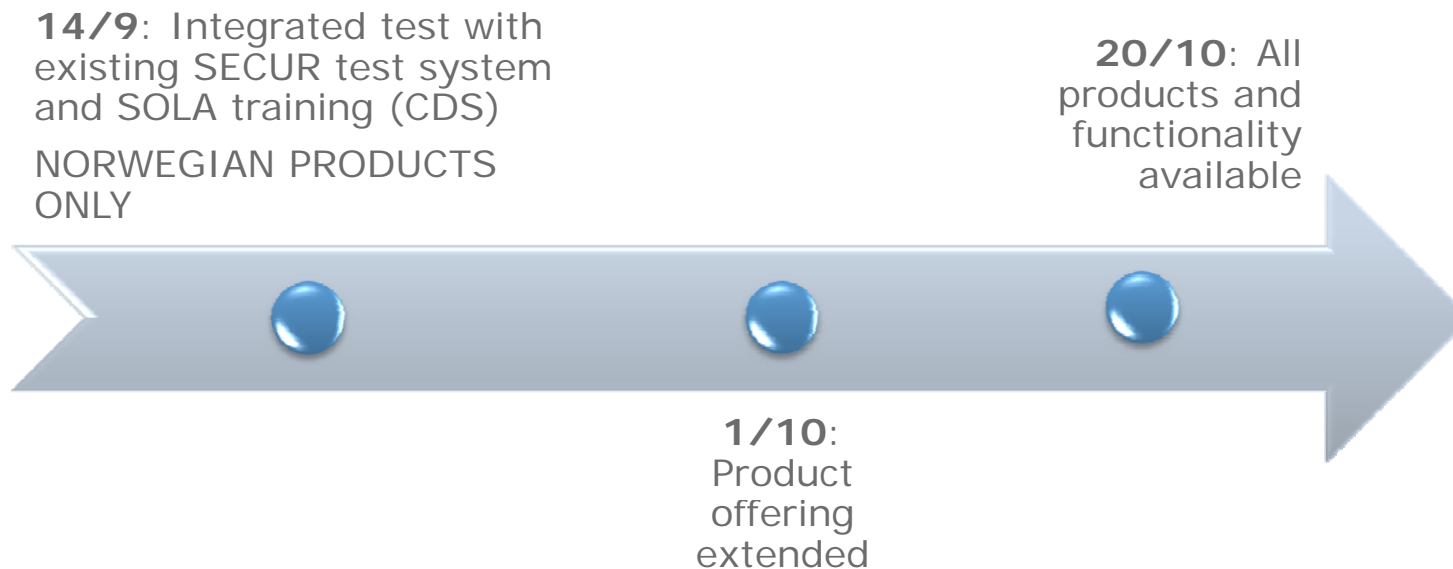 14/9: Integrated test with
existing SECUR test system
and SOLA training (CDS)
NORWEGIAN PRODUCTS
ONLY
1/10:
Product
offering
extended
20/10: All
products and
functionality
available